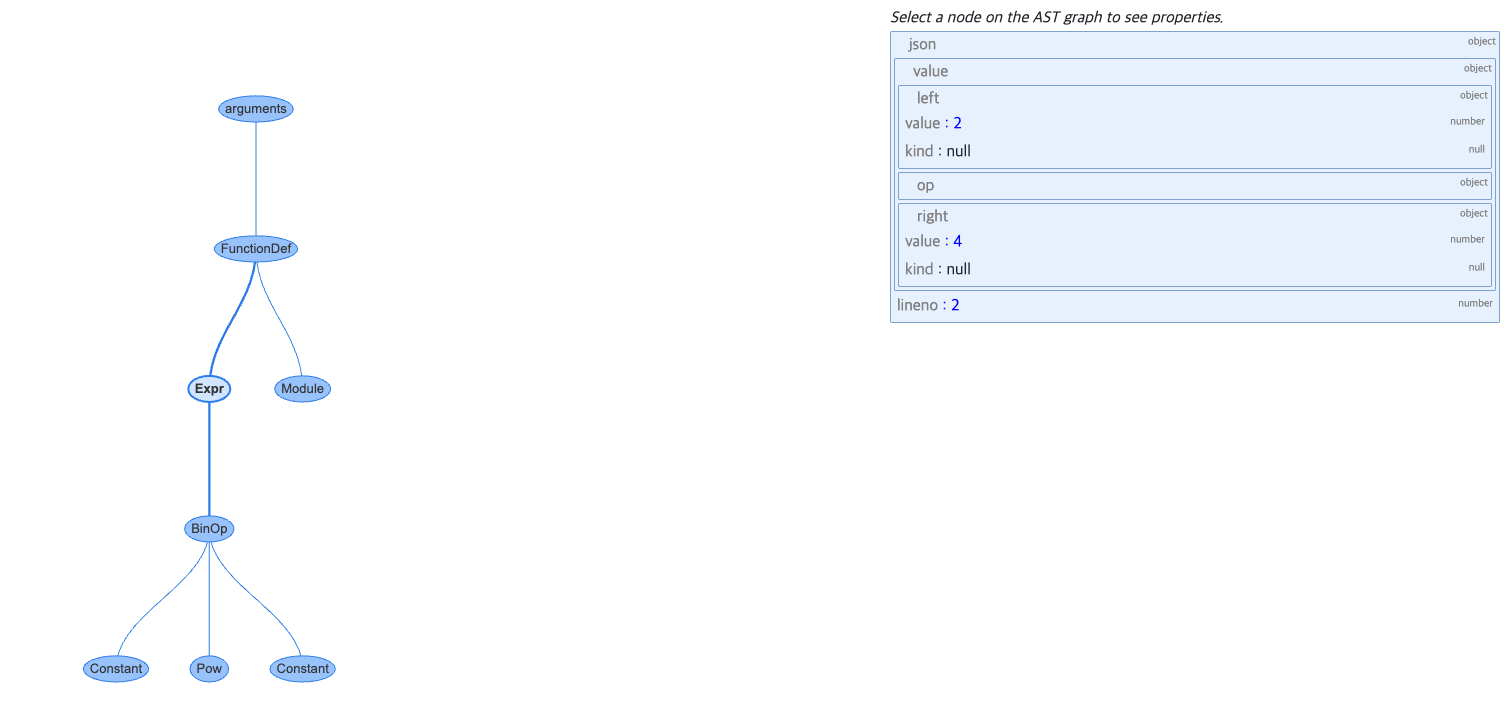 Select a node on the AST graph to see properties.
json object
value object
left object
value : 2 number
kind : null null
op object
right object
value : 4 number
kind : null null
lineno : 2 number
arguments
FunctionDef
Expr Module
BinOp
Constant Pow Constant